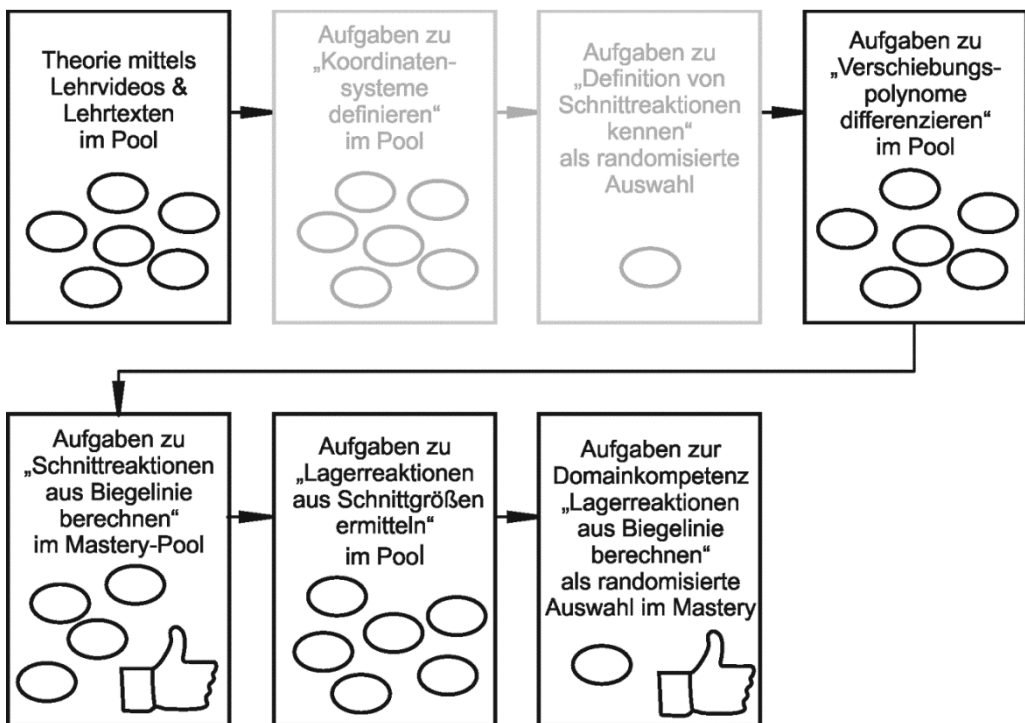 Theorie mittels
Lehrvideos &
Lehrtexten
im Pool
Aufgaben zu
„Koordinaten-
systeme
definieren“
im Pool
Aufgaben zu
„Definition von
Schnittreaktionen
kennen“
als randomisierte
Auswahl
Aufgaben zu
„Verschiebungs-
polynome
differenzieren“
im Pool
Aufgaben zu
„Schnittreaktionen
aus Biegelinie
berechnen“
im Mastery-Pool
Aufgaben zu
„Lagerreaktionen
aus Schnittgrößen
ermitteln“
im Pool
Aufgaben zur
Domainkompetenz
„Lagerreaktionen
aus Biegelinie
berechnen“
als randomisierte
Auswahl im Mastery